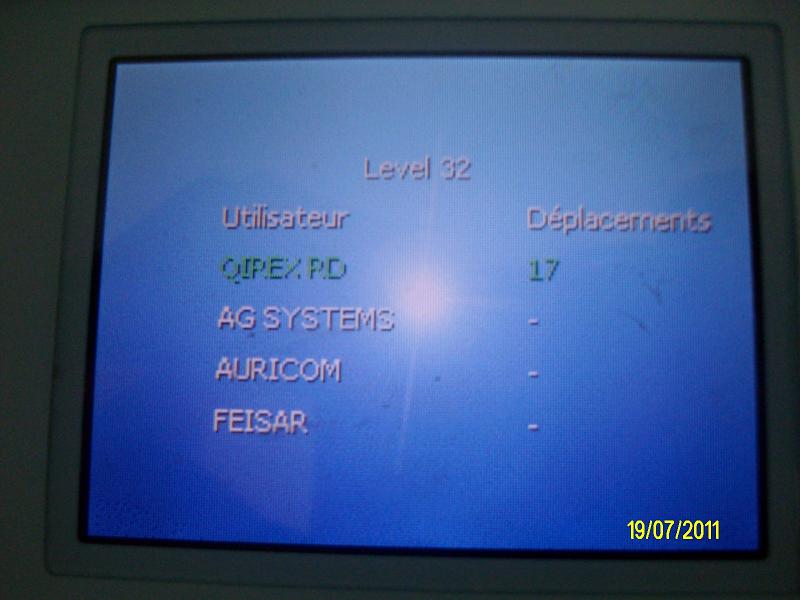 Level 32
Utilisateur Déplacements
QIREX RD 17
AG SYSTEMS -
AURICOM -
FEISAR -
19/07/2011